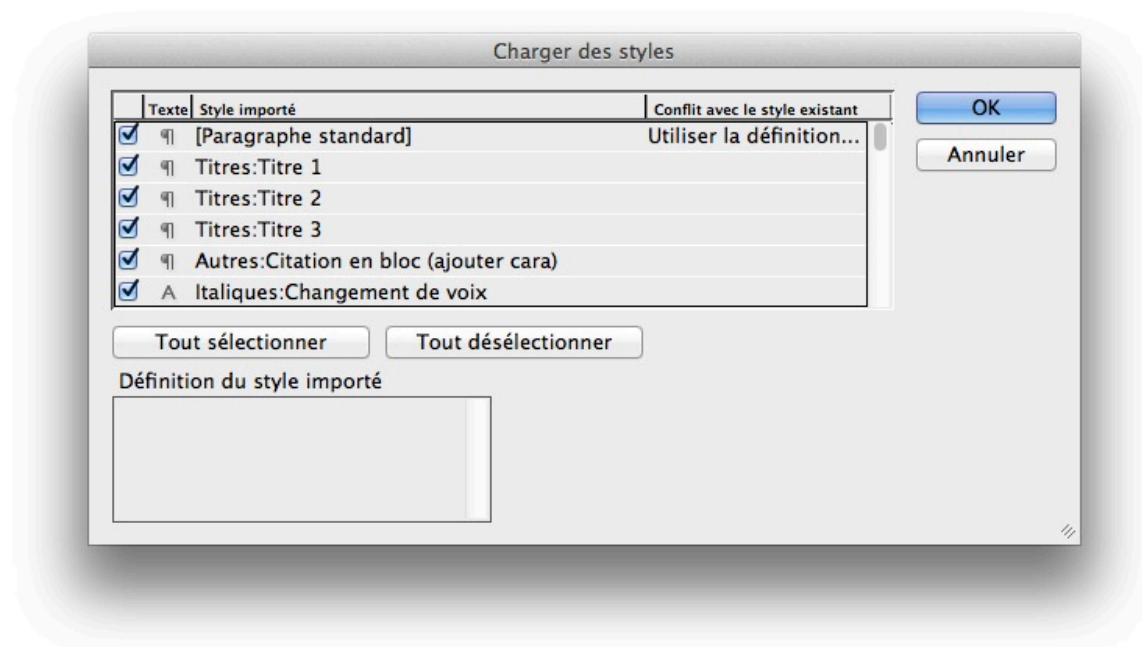 Charger des styles
Texte Style importé Conflit avec le style existant
¶ [Paragraphe standard] Utiliser la définition...
¶ Titres:Titre 1
¶ Titres:Titre 2
¶ Titres:Titre 3
¶ Autres:Citation en bloc (ajouter cara)
A Italiques:Changement de voix
OK
Annuler
Tout sélectionner Tout désélectionner
Définition du style importé